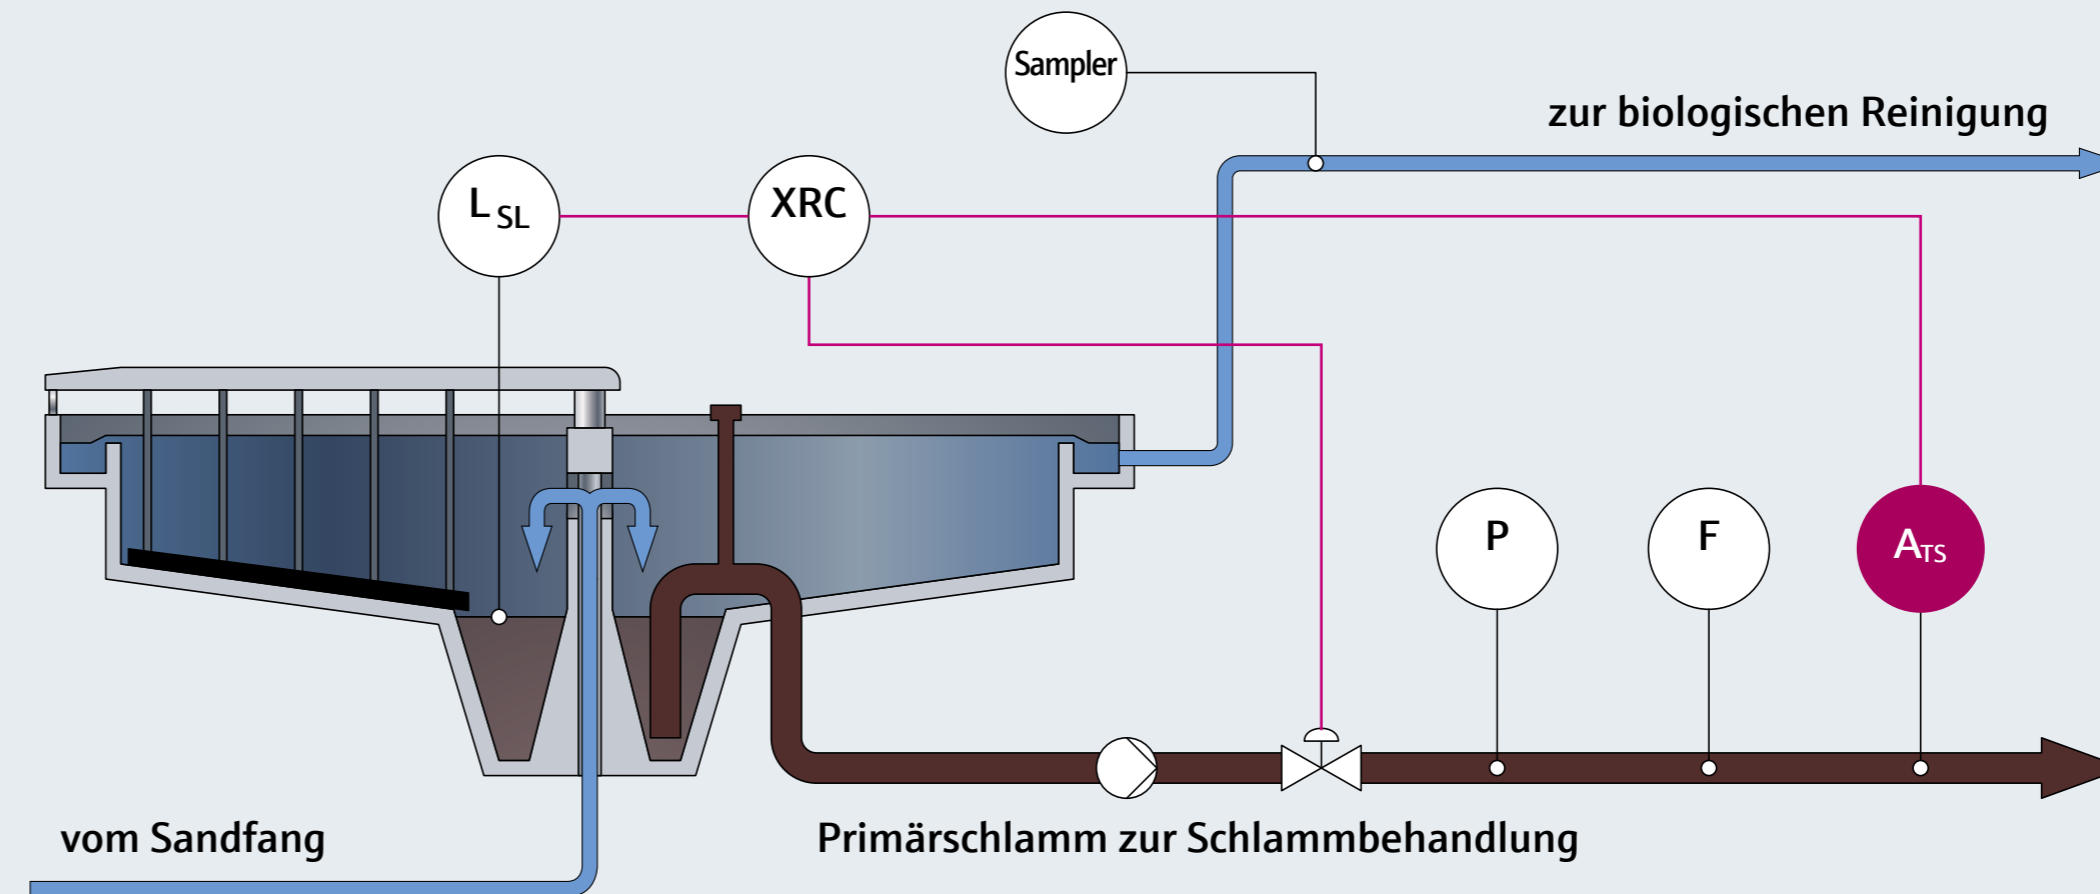 Sampler
zur biologischen Reinigung
L SL
XRC
P
F
ATS
vom Sandfang
Primärschlamm zur Schlammbehandlung